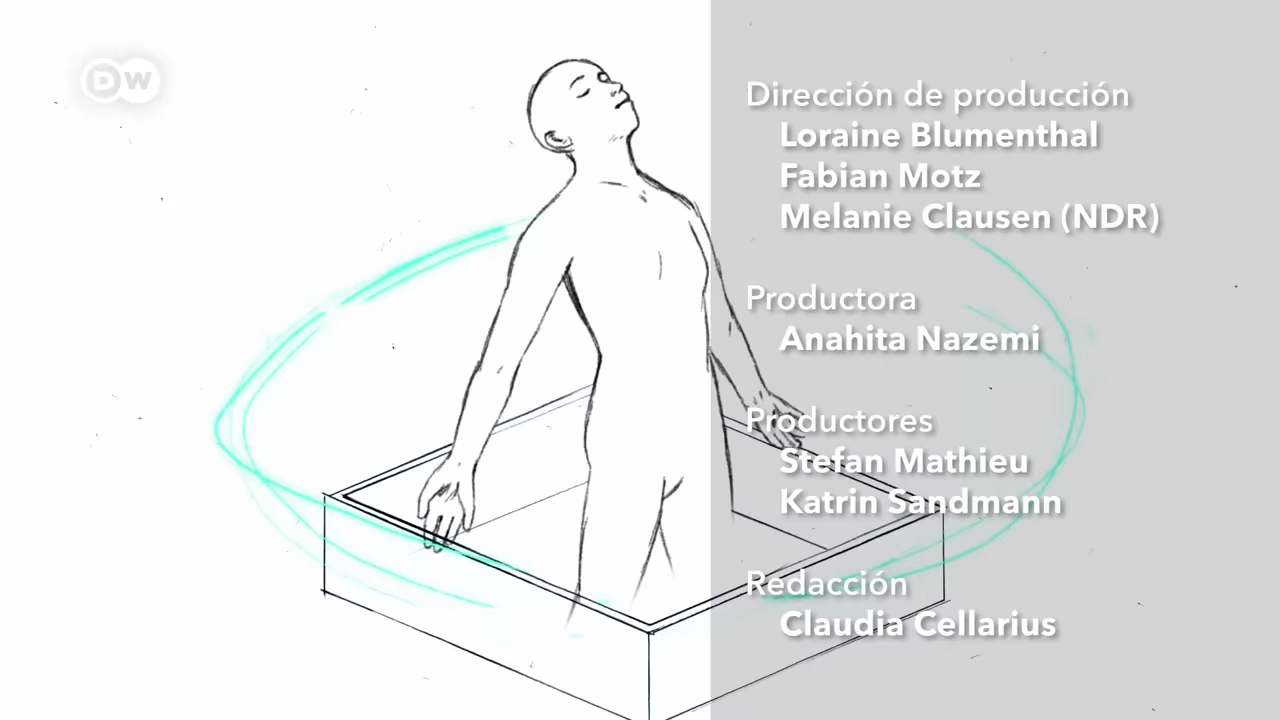 DW
Dirección de producción
Loraine Blumenthal
Fabian Motz
Melanie Clausen (NDR)
Productora
Anahita Nazemi
Productores
Stefan Mathieu
Katrin Sandmann
Redacción
Claudia Cellarius